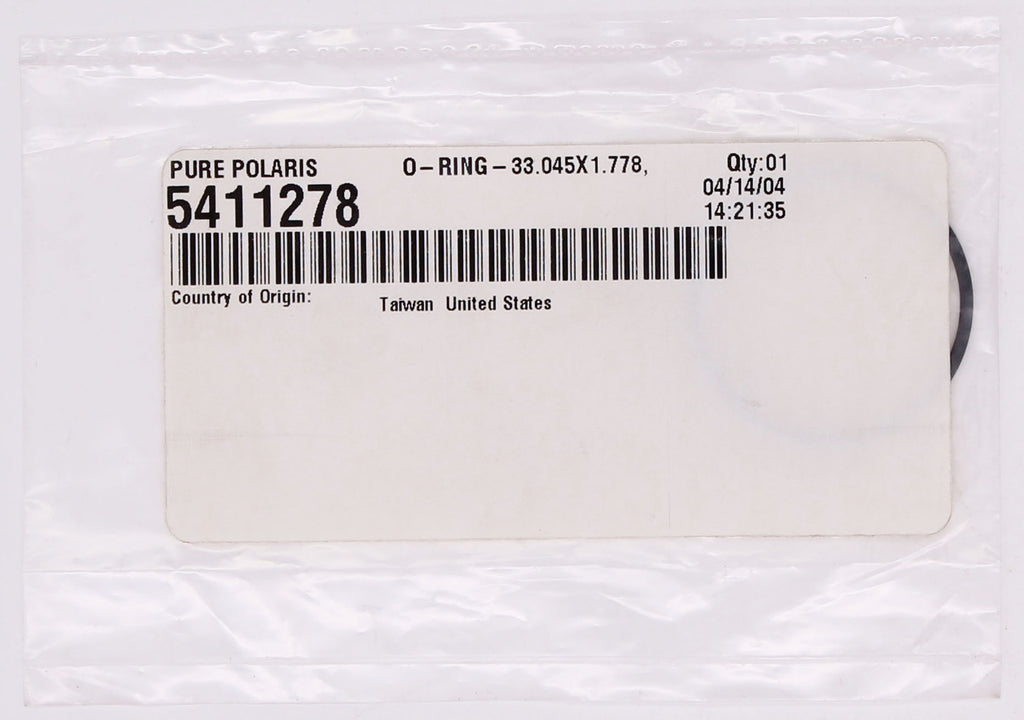 PURE POLARIS O-RING-33.045X1.778, Qty:01
5411278 04/14/04
14:21:35
Country of Origin: Taiwan United States